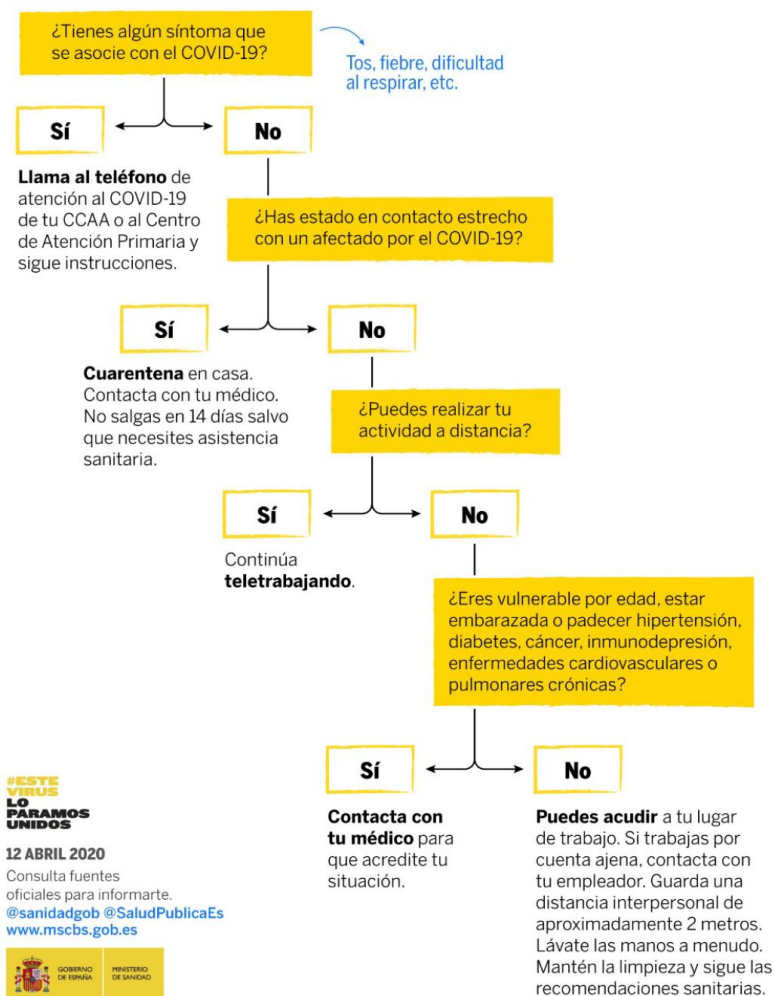 ¿Tienes algún síntoma que
se asocie con el COVID-19?
Tos, fiebre, dificultad
al respirar, etc.
Sí
No
Llama al teléfono de
atención al COVID-19
de tu CCAA o al Centro
de Atención Primaria y
sigue instrucciones.
¿Has estado en contacto estrecho
con un afectado por el COVID-19?
Sí
No
Cuarentena en casa.
Contacta con tu médico.
No salgas en 14 días salvo
que necesites asistencia
sanitaria.
¿Puedes realizar tu
actividad a distancia?
Sí
No
Continúa
teletrabajando.
¿Eres vulnerable por edad, estar
embarazada o padecer hipertensión,
diabetes, cáncer, inmunodepresión,
enfermedades cardiovasculares o
pulmonares crónicas?
Sí
No
Contacta con
tu médico para
que acredite tu
situación.
Puedes acudir a tu lugar
de trabajo. Si trabajas por
cuenta ajena, contacta con
tu empleador. Guarda una
distancia interpersonal de
aproximadamente 2 metros.
Lávate las manos a menudo.
Mantén la limpieza y sigue las
recomendaciones sanitarias.
#ESTE
VIRUS
LO
PARAMOS
UNIDOS
12 ABRIL 2020
Consulta fuentes
oficiales para informarte.
@sanidadgob @SaludPublicaEs
www.mscbs.gob.es
GOBIERNO
DE ESPAÑA
MINISTERIO
DE SANIDAD